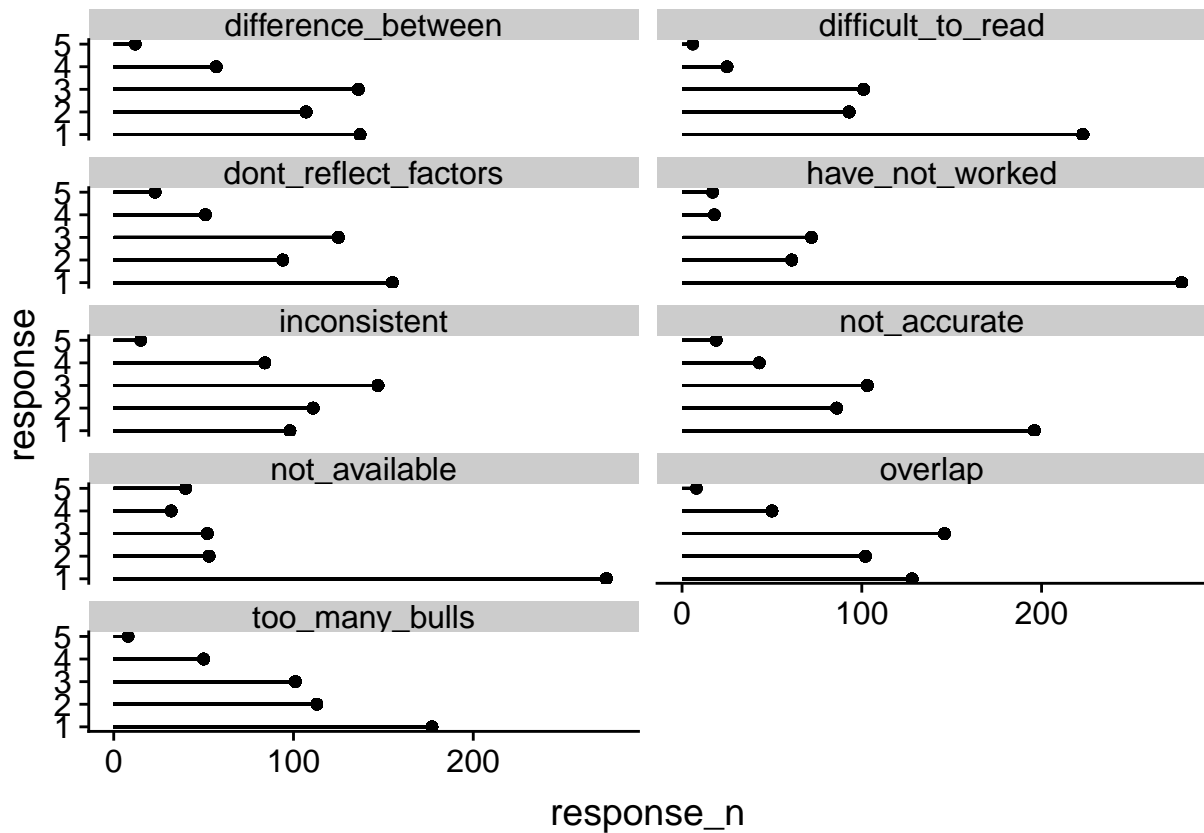 difference_between
5
4
3
2
1
difficult_to_read
dont_reflect_factors
5
4
3
2
1
have_not_worked
inconsistent
5
4
3
2
1
not_accurate
not_available
5
4
3
2
1
overlap
0 100 200
too_many_bulls
5
4
3
2
1
0 100 200
response
response_n